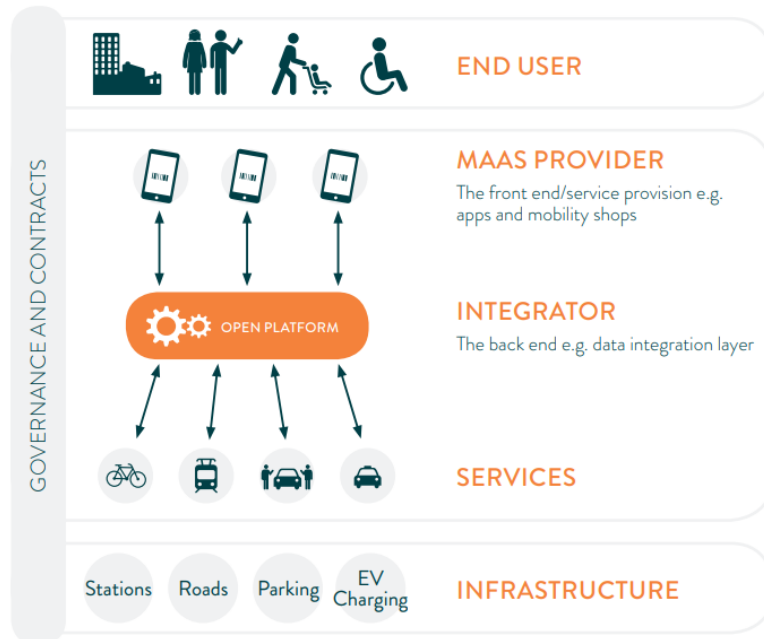 GOVERNANCE AND CONTRACTS
END USER
MAAS PROVIDER
The front end/service provision e.g.
apps and mobility shops
OPEN PLATFORM
INTEGRATOR
The back end e.g. data integration layer
SERVICES
Stations
Roads
Parking
EV
Charging
INFRASTRUCTURE